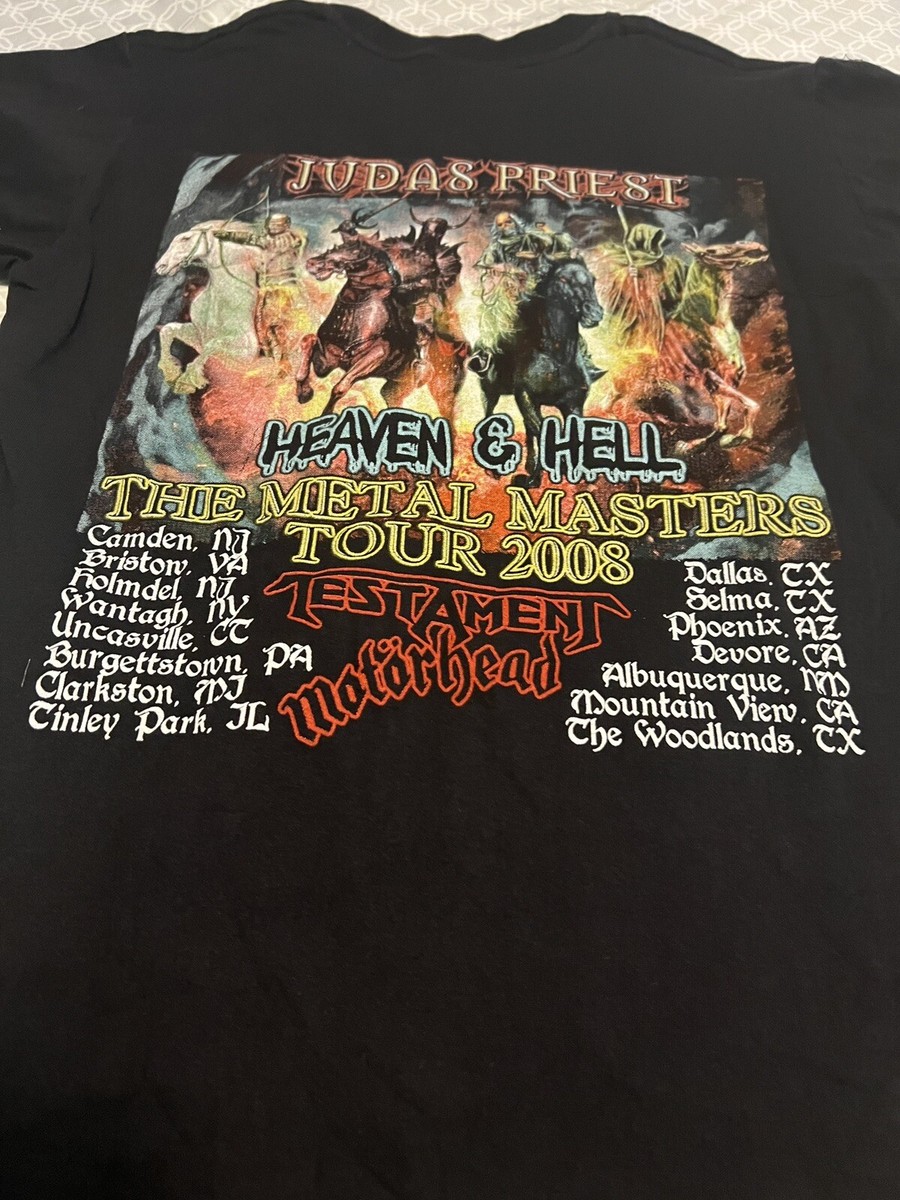 JUDAS PRIEST
HEAVEN & HELL
THE METAL MASTERS
TOUR 2008
TESTAMENT
motörhead
Camden, NJ
Bristow, VA
Holmdel, NJ
Wantagh, NY
Uncasville, CT
Burgettstown, PA
Clarkston, MI
Tinley Park, IL
Dallas, TX
Selma, TX
Phoenix, AZ
Devore, CA
Albuquerque, NM
Mountain View, CA
The Woodlands, TX